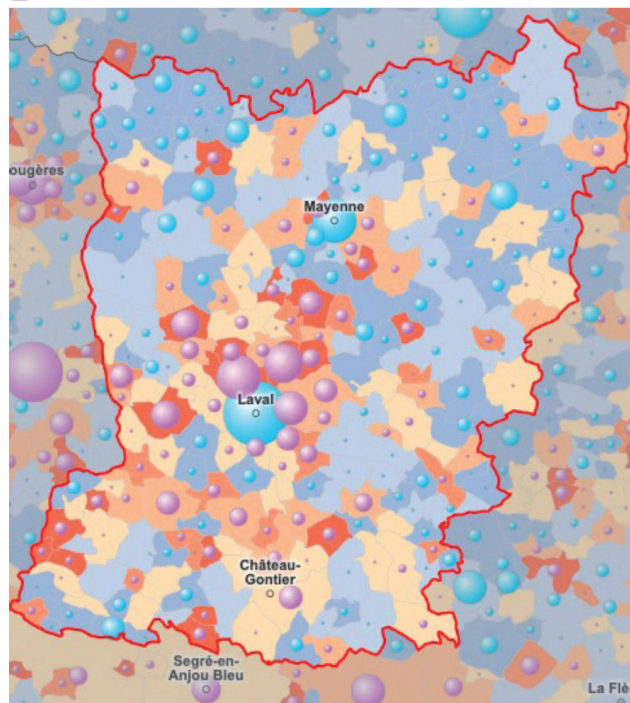 ougères
Mayenne
Laval
Château-
Gontier
Segré-en-
Anjou Bleu
La Flè